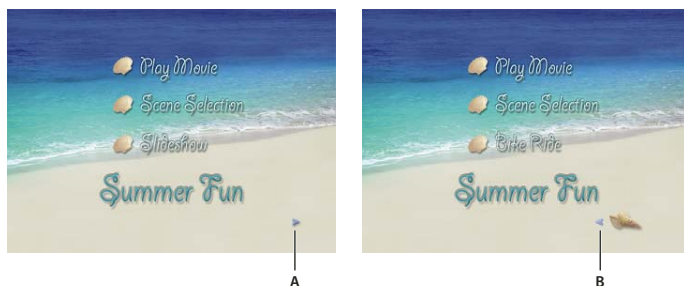 Play Movie
Scene Selection
Slideshow
Summer Fun
A
Play Movie
Scene Selection
Bike Ride
Summer Fun
B